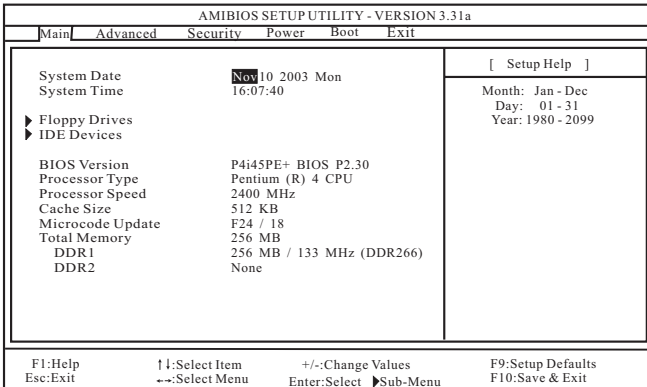 AMIBIOS SETUP UTILITY - VERSION 3.31a
Main Advanced Security Power Boot Exit
[ Setup Help ]
System Date Nov 10 2003 Mon
System Time 16:07:40
Month: Jan - Dec
Day: 01 - 31
Year: 1980 - 2099
Floppy Drives
IDE Devices
BIOS Version P4i45PE+ BIOS P2.30
Processor Type Pentium (R) 4 CPU
Processor Speed 2400 MHz
Cache Size 512 KB
Microcode Update F24 / 18
Total Memory 256 MB
DDR1 256 MB / 133 MHz (DDR266)
DDR2 None
F1:Help ↑↓:Select Item +/-:Change Values F9:Setup Defaults
Esc:Exit ←→:Select Menu Enter:Select ▶Sub-Menu F10:Save & Exit